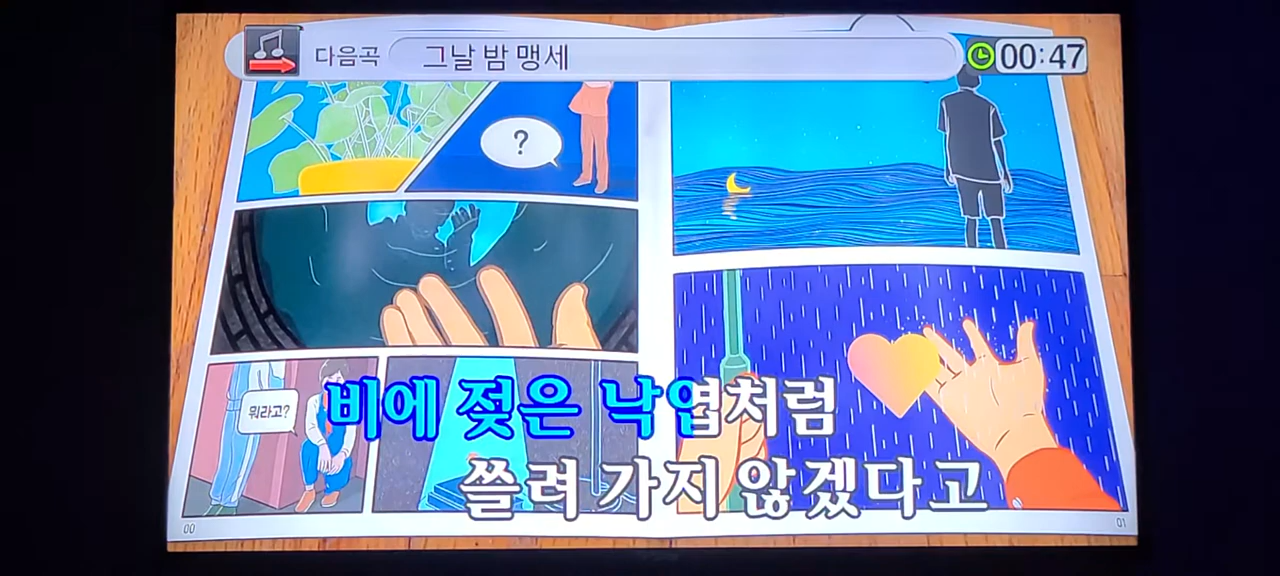 다음곡 그날 밤 맹세 00:47
?
뭐라고?
비에 젖은 낙엽처럼
쓸려 가지 않겠다고
00
01